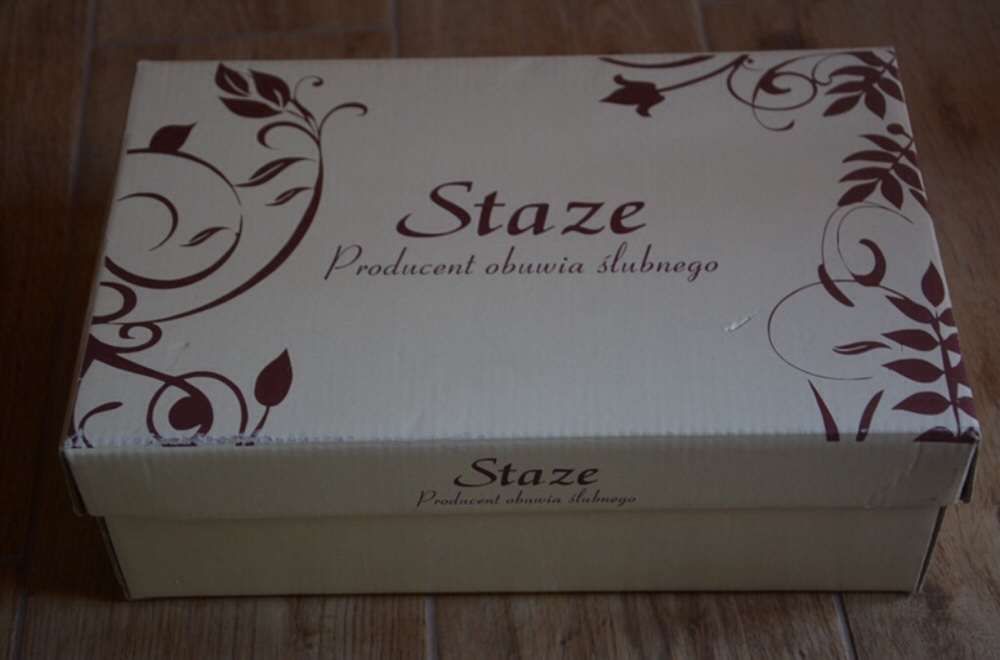 Staze
Producent obuwia ślubnego
Staze
Producent obuwia ślubnego